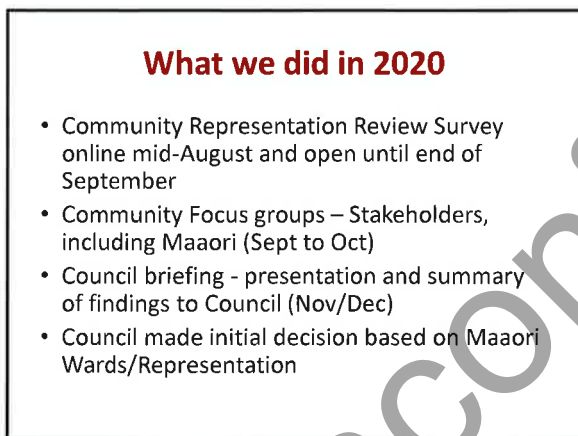 What we did in 2020
• Community Representation Review Survey
online mid-August and open until end of
September
• Community Focus groups – Stakeholders,
including Maaori (Sept to Oct)
• Council briefing - presentation and summary
of findings to Council (Nov/Dec)
• Council made initial decision based on Maaori
Wards/Representation